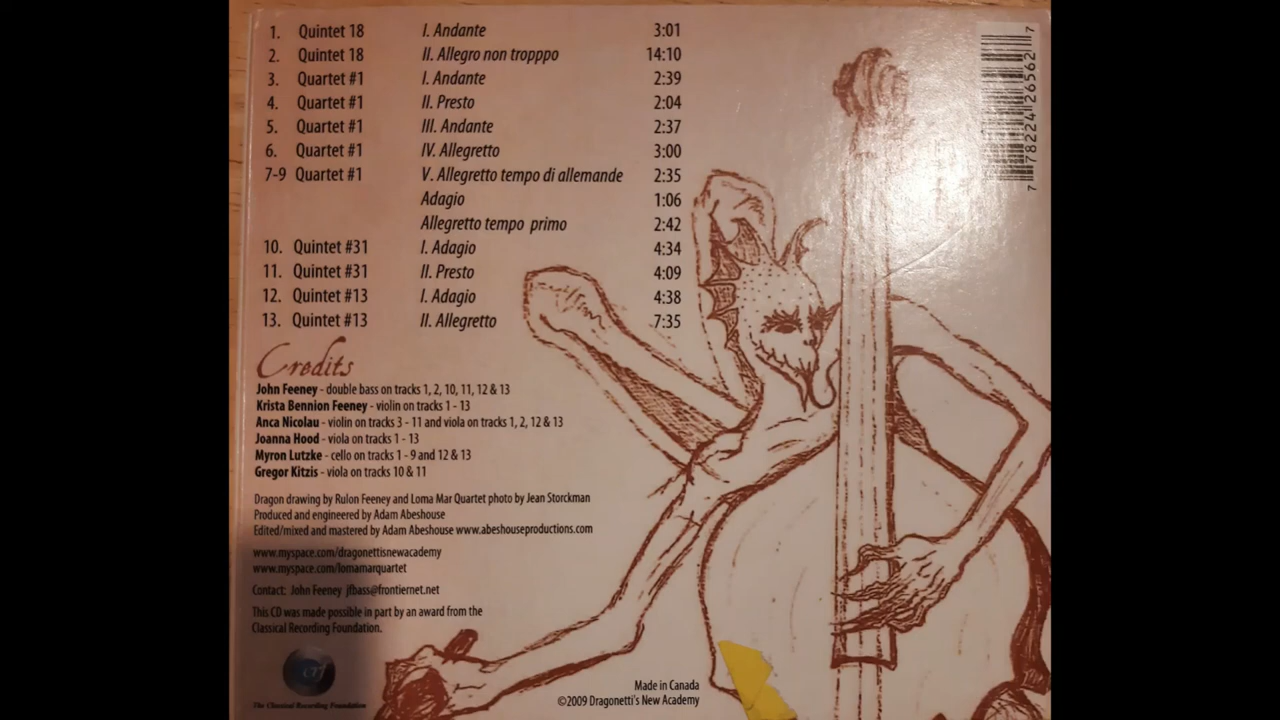 1. Quintet 18 I. Andante 3:01
2. Quintet 18 II. Allegro non tropppo 14:10
3. Quartet #1 I. Andante 2:39
4. Quartet #1 II. Presto 2:04
5. Quartet #1 III. Andante 2:37
6. Quartet #1 IV. Allegretto 3:00
7-9 Quartet #1 V. Allegretto tempo di allemande 2:35
Adagio 1:06
Allegretto tempo primo 2:42
10. Quintet #31 I. Adagio 4:34
11. Quintet #31 II. Presto 4:09
12. Quintet #13 I. Adagio 4:38
13. Quintet #13 II. Allegretto 7:35
Credits
John Feeney - double bass on tracks 1, 2, 10, 11, 12 & 13
Krista Bennion Feeney - violin on tracks 1 - 13
Anca Nicolau - violin on tracks 3 - 11 and viola on tracks 1, 2, 12 & 13
Joanna Hood - viola on tracks 1 - 13
Myron Lutzke - cello on tracks 1 - 9 and 12 & 13
Gregor Kitzis - viola on tracks 10 & 11
Dragon drawing by Rulon Feeney and Loma Mar Quartet photo by Jean Storckman
Produced and engineered by Adam Abeshouse
Edited/mixed and mastered by Adam Abeshouse www.abeshouseproductions.com
www.myspace.com/dragonettisnewacademy
www.myspace.com/lomamarquartet
Contact: John Feeney jfbass@frontiernet.net
This CD was made possible in part by an award from the
Classical Recording Foundation.
crf
The Classical Recording Foundation
Made in Canada
©2009 Dragonetti's New Academy
7 78224 26562 7